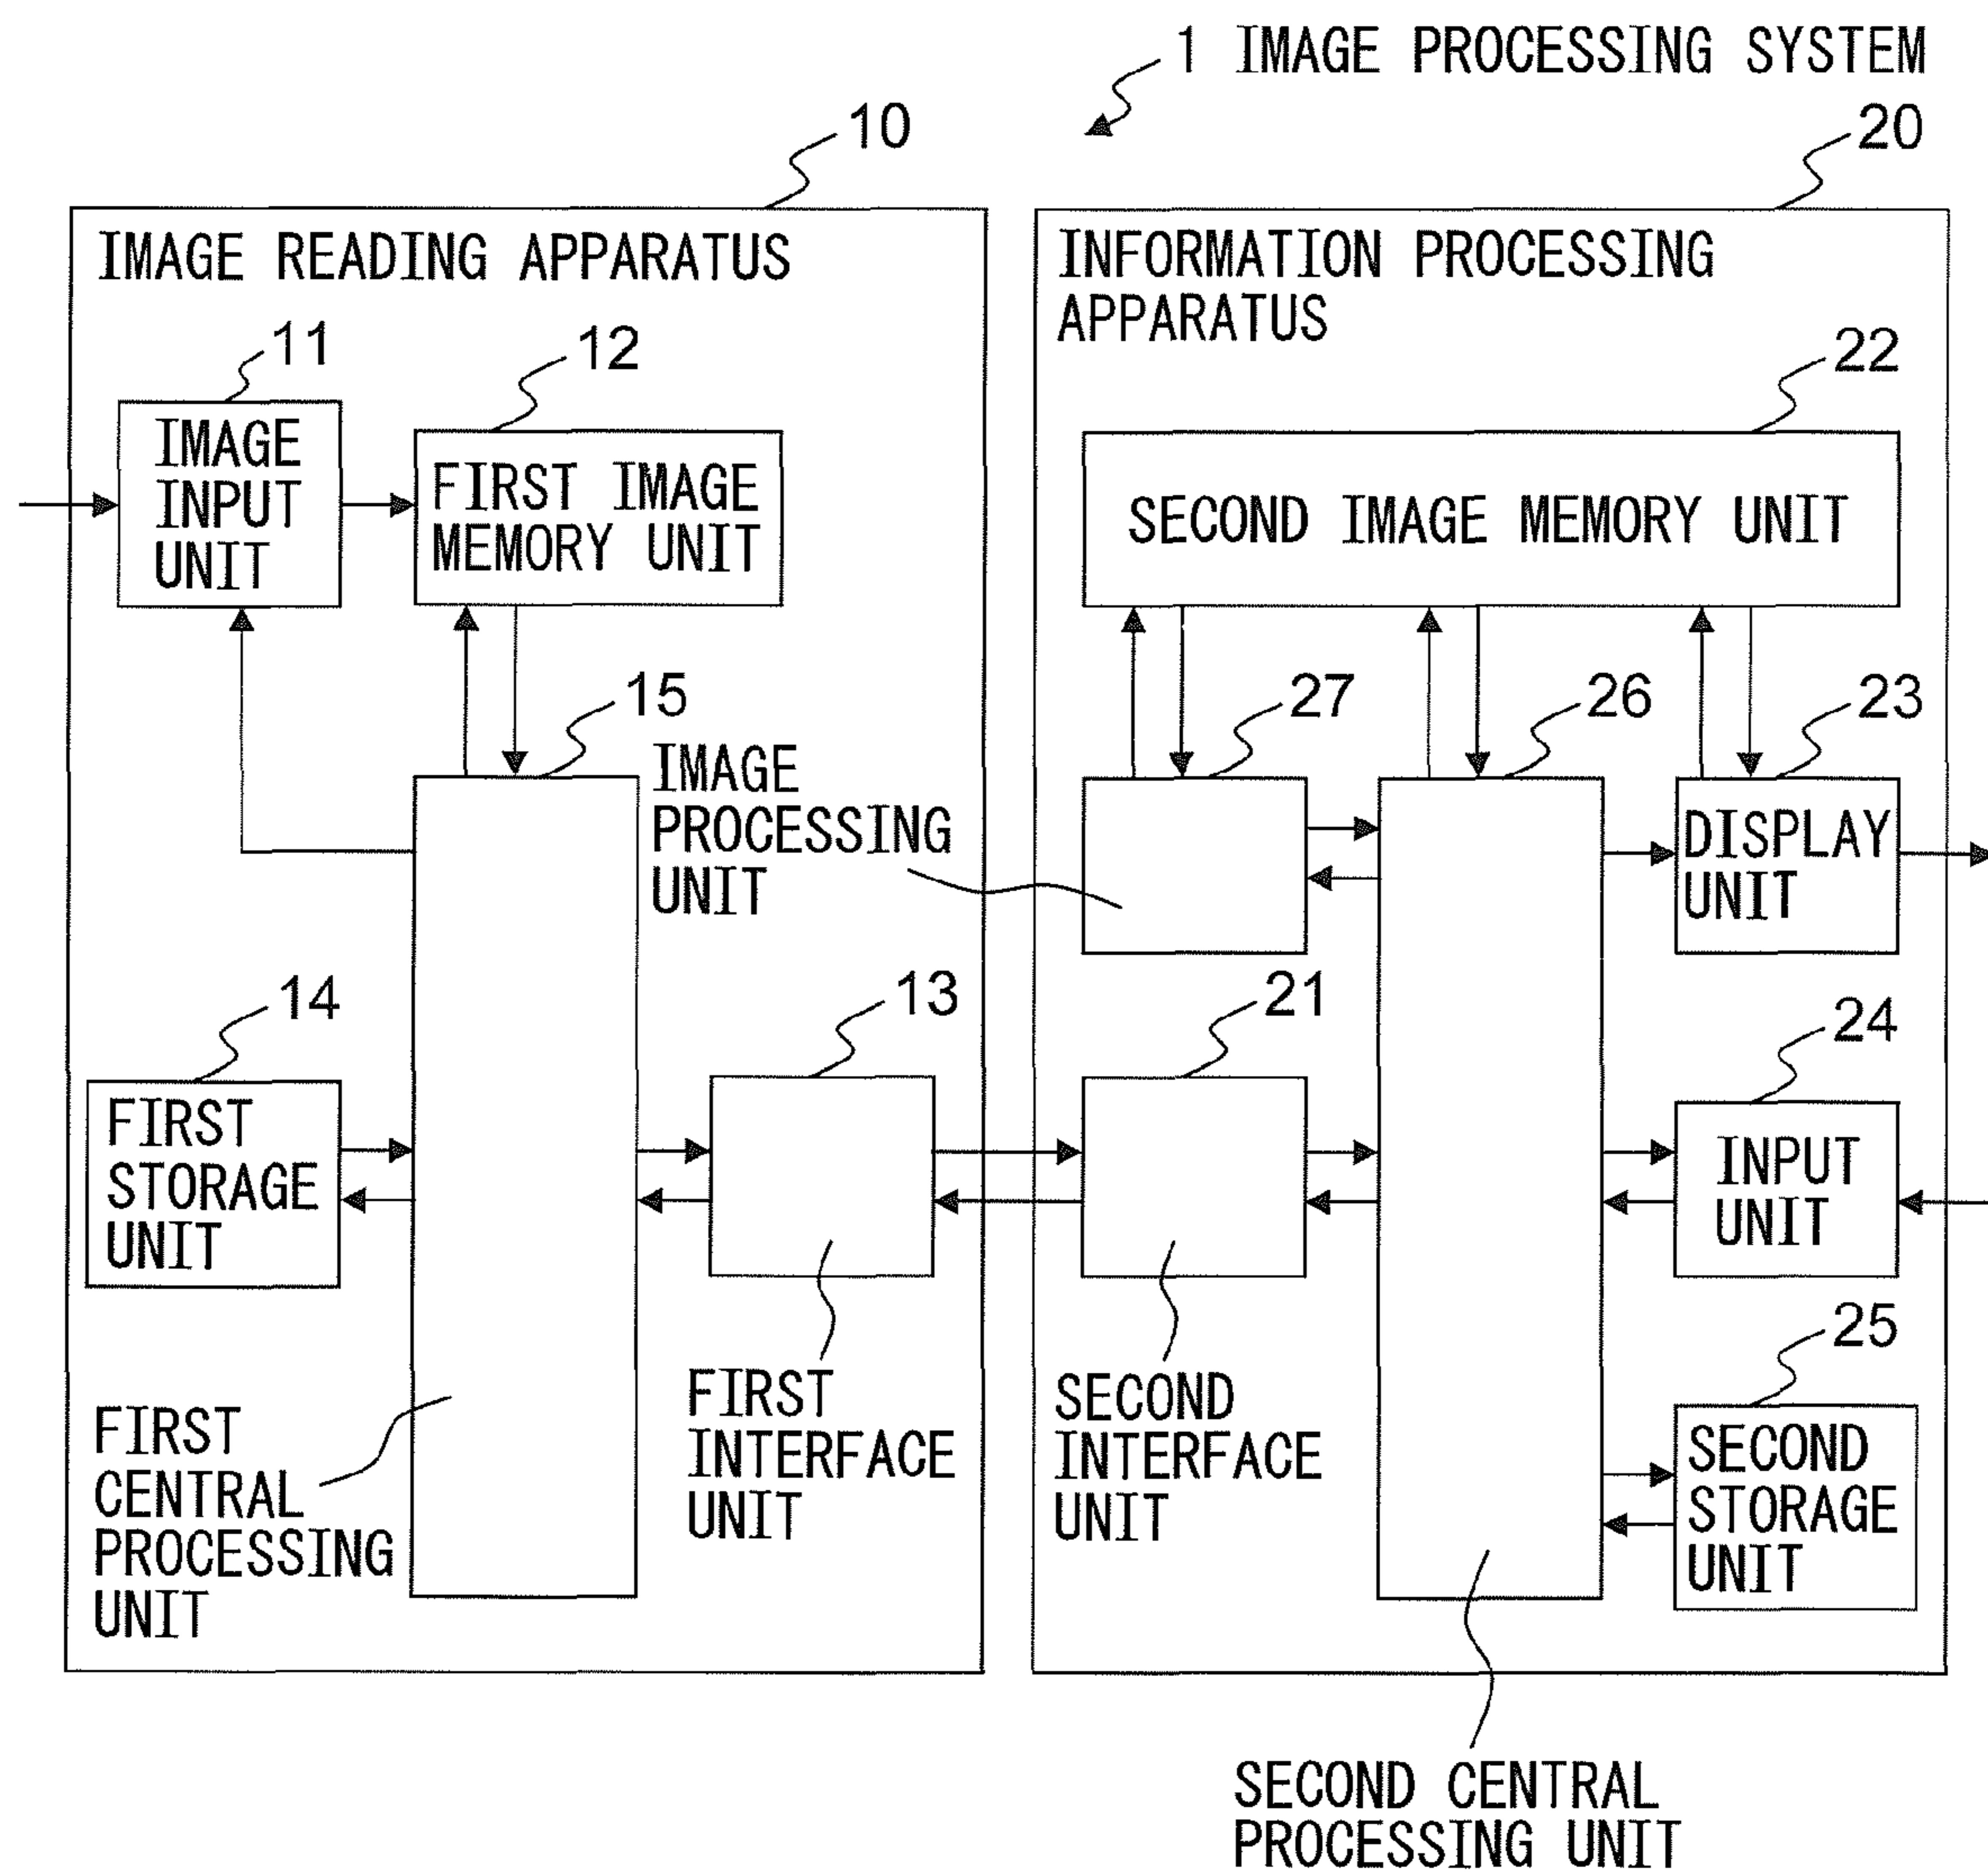 1 IMAGE PROCESSING SYSTEM
10
20
IMAGE READING APPARATUS
11
IMAGE
INPUT
UNIT
12
FIRST IMAGE
MEMORY UNIT
15
14
FIRST
STORAGE
UNIT
13
FIRST
CENTRAL
PROCESSING
UNIT
FIRST
INTERFACE
UNIT
INFORMATION PROCESSING
APPARATUS
22
SECOND IMAGE MEMORY UNIT
27
IMAGE
PROCESSING
UNIT
26
23
DISPLAY
UNIT
21
24
INPUT
UNIT
SECOND
INTERFACE
UNIT
25
SECOND
STORAGE
UNIT
SECOND CENTRAL
PROCESSING UNIT